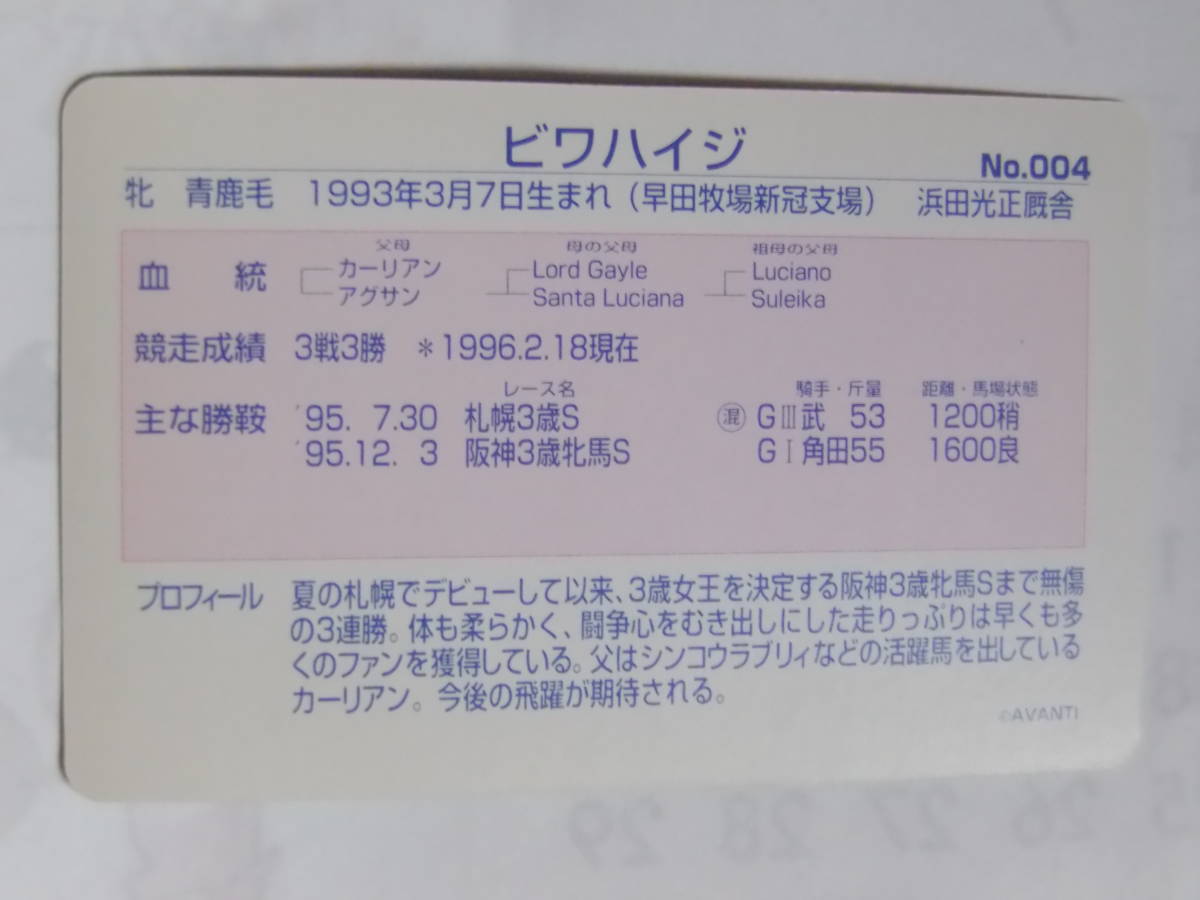 ビワハイジ
No.004
牝 青鹿毛 1993年3月7日生まれ（早田牧場新冠支場） 浜田光正厩舎
父母 母の父母 祖母の父母
血統 カーリアン Lord Gayle Luciano
アグサン Santa Luciana Suleika
競走成績 3戦3勝 ＊1996.2.18現在
レース名 騎手・斤量 距離・馬場状態
主な勝鞍 '95. 7.30 札幌3歳S ㊣混 GⅢ武 53 1200稍
'95.12. 3 阪神3歳牝馬S GⅠ角田55 1600良
プロフィール 夏の札幌でデビューして以来、3歳女王を決定する阪神3歳牝馬Sまで無傷
の3連勝。体も柔らかく、闘争心をむき出しにした走りっぷりは早くも多
くのファンを獲得している。父はシンコウラブリィなどの活躍馬を出している
カーリアン。今後の飛躍が期待される。
©AVANTI
5 26 27 28 29